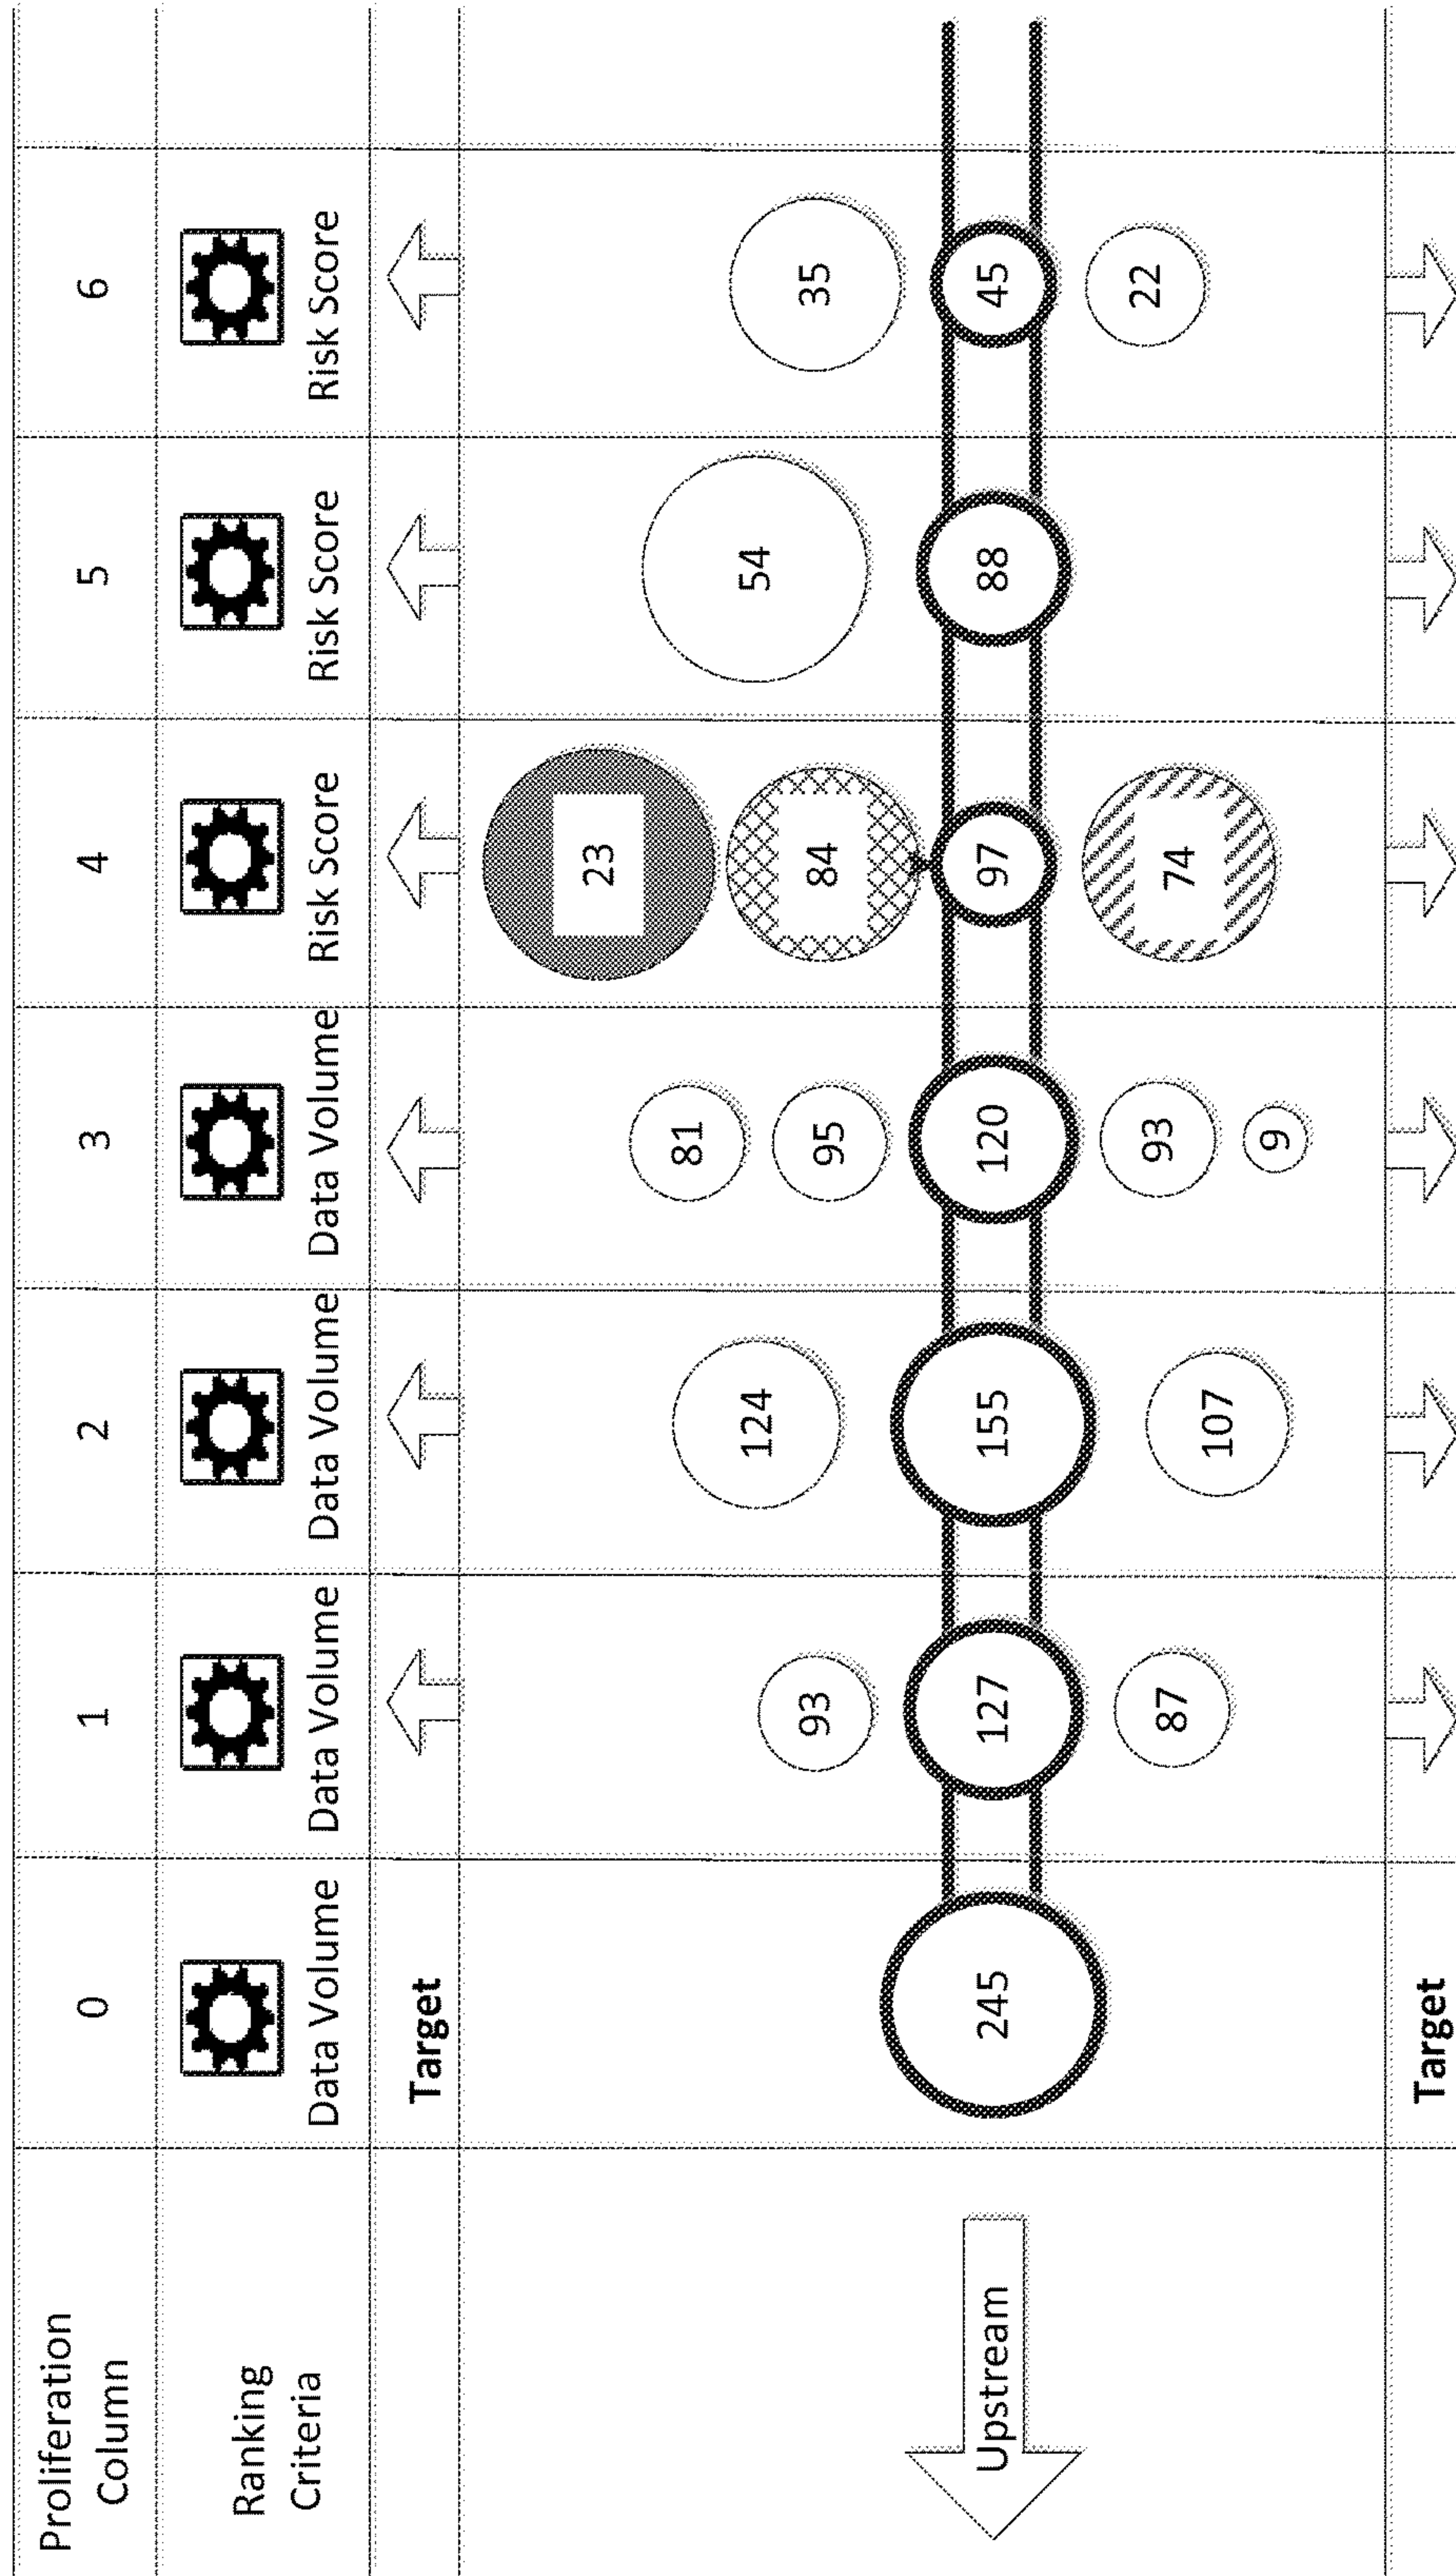 Proliferation
Column
0
1
2
3
4
5
6
Ranking
Criteria
Data Volume
Data Volume
Data Volume
Data Volume
Risk Score
Risk Score
Risk Score
Target
23
54
81
124
84
35
95
93
Upstream
245
127
155
120
97
88
45
93
22
74
87
107
9
Target